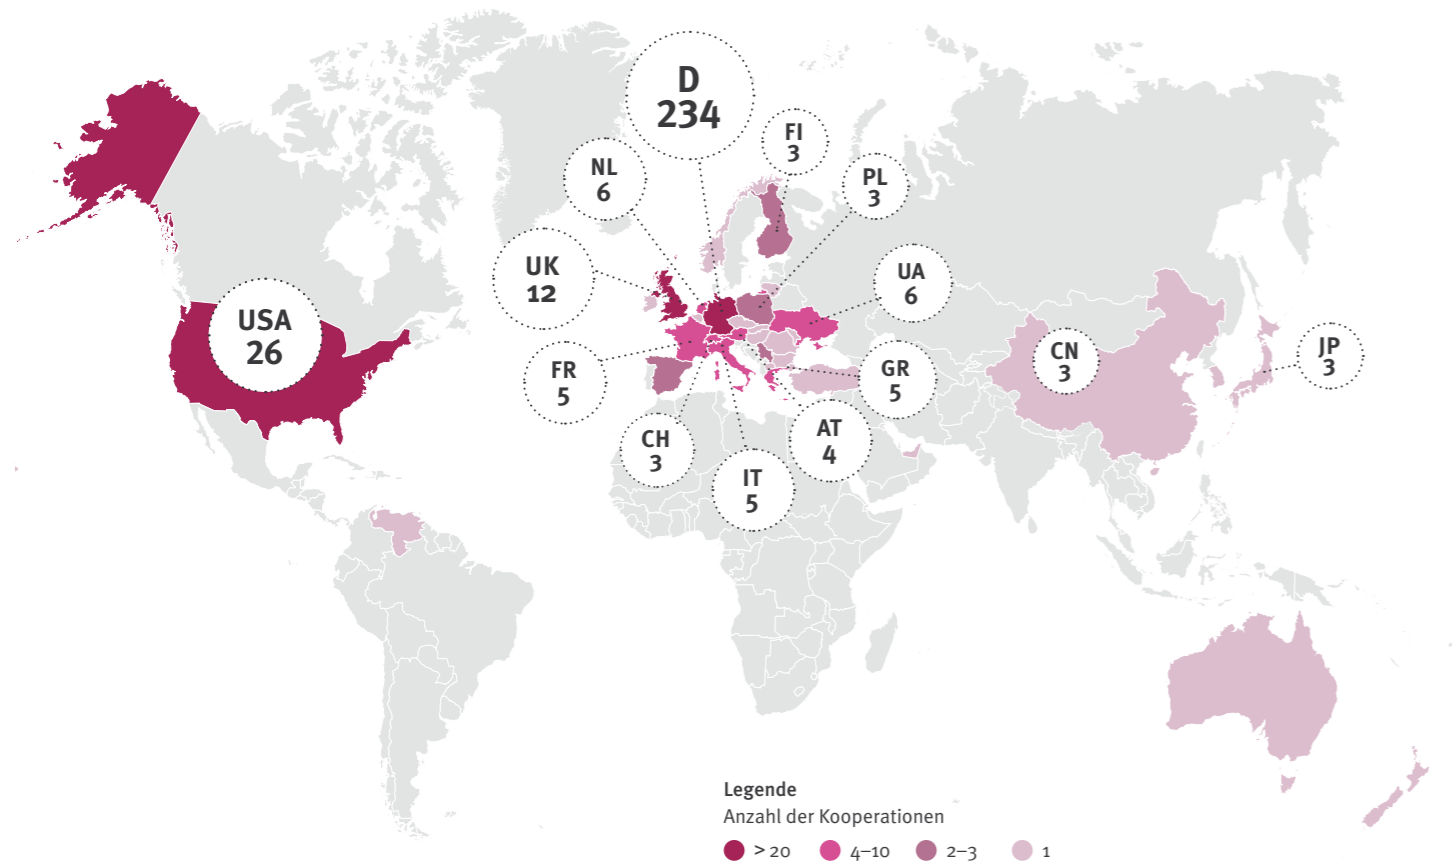 D
234
FI
3
NL
6
PL
3
UK
12
UA
6
USA
26
FR
5
GR
5
CN
3
JP
3
CH
3
AT
4
IT
5
Legende
Anzahl der Kooperationen
> 20 4–10 2–3 1